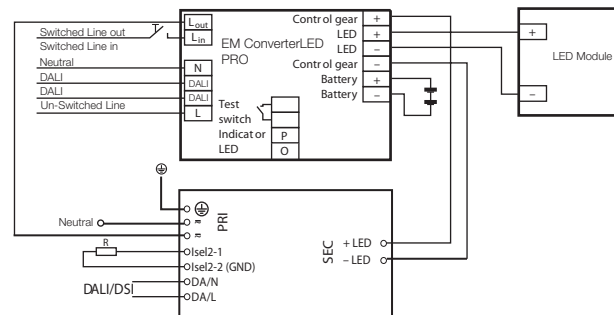 Switched Line out
Switched Line in
Neutral
DALI
DALI
Un-Switched Line
Lout
Lin
N
DALI
DALI
L
EM ConverterLED
PRO
Test
switch
Indicator
LED
P
O
Control gear +
LED +
LED –
Control gear –
Battery +
Battery –
+
LED Module
–
Neutral
R
DALI/DSI
PRI
Isel2-1
Isel2-2 (GND)
DA/N
DA/L
SEC
+ LED
– LED